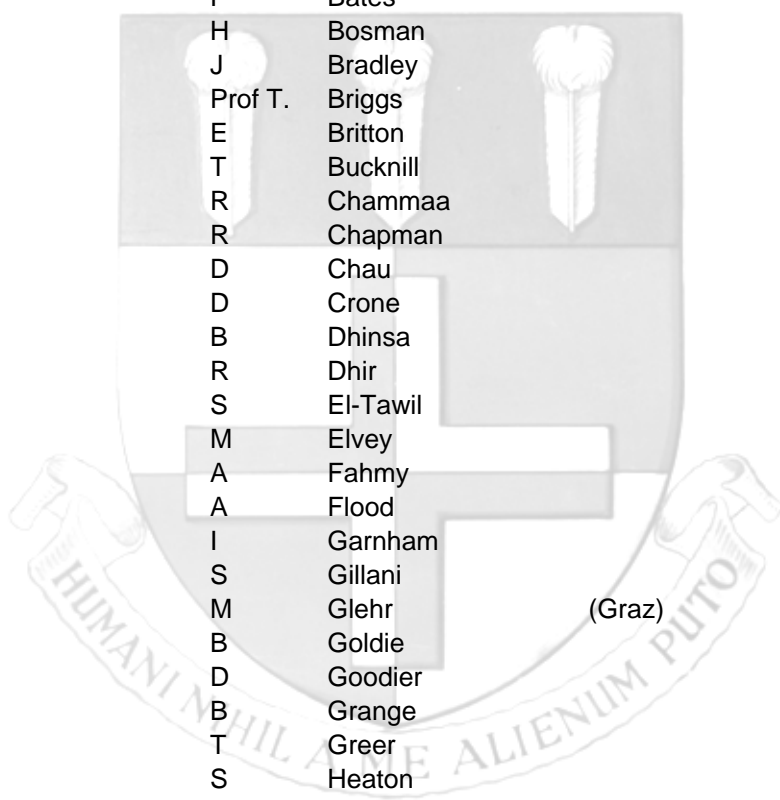 Bates
H Bosman
J Bradley
Prof T. Briggs
E Britton
T Bucknill
R Chammaa
R Chapman
D Chau
D Crone
B Dhinsa
R Dhir
S El-Tawil
M Elvey
A Fahmy
A Flood
I Garnham
S Gillani
M Glehr (Graz)
B Goldie
D Goodier
B Grange
T Greer
S Heaton
HUMANI NIHIL A ME ALIENUM PUTO